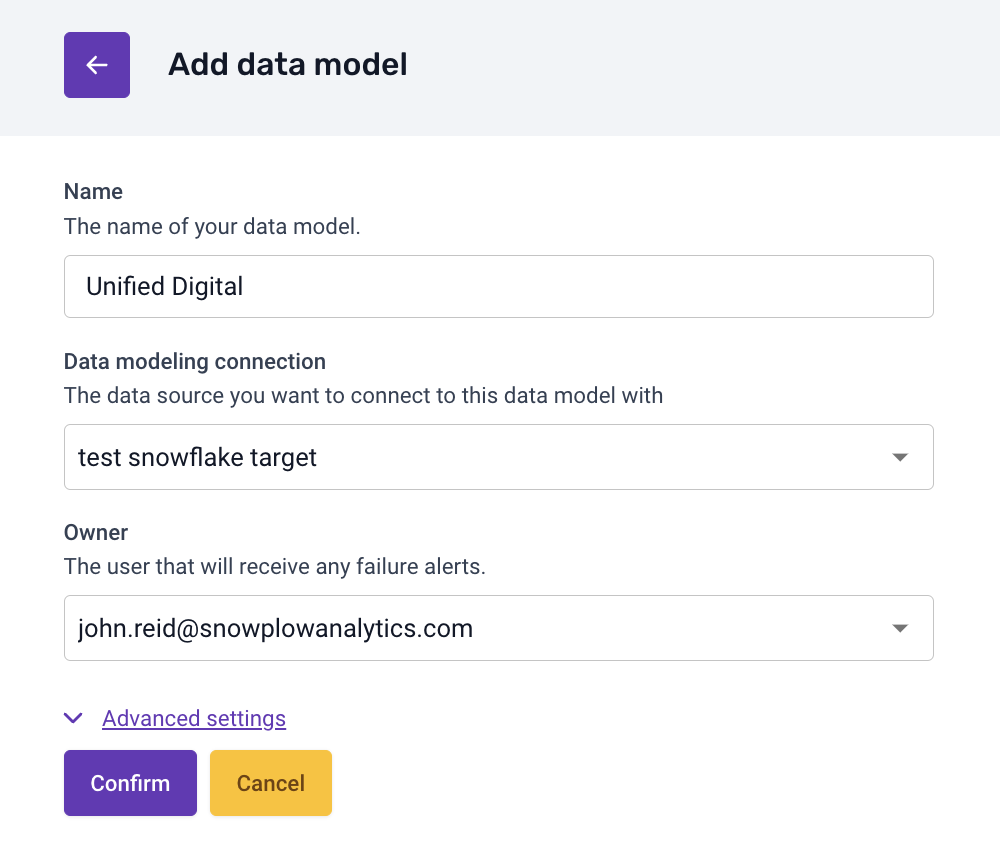 Add data model
Name
The name of your data model.
Unified Digital
Data modeling connection
The data source you want to connect to this data model with
test snowflake target
Owner
The user that will receive any failure alerts.
john.reid@snowplowanalytics.com
Advanced settings
Confirm Cancel